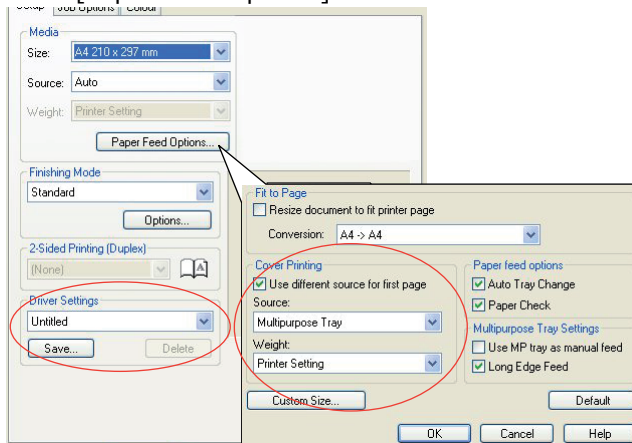 Setup Job Options Colour
Media
Size: A4 210 x 297 mm
Source: Auto
Weight: Printer Setting
Paper Feed Options...
Finishing Mode
Standard
Options...
2-Sided Printing (Duplex)
(None)
A
Driver Settings
Untitled
Save... Delete
Fit to Page
Resize document to fit printer page
Conversion: A4 -> A4
Cover Printing
Use different source for first page
Source:
Multipurpose Tray
Weight:
Printer Setting
Paper feed options
Auto Tray Change
Paper Check
Multipurpose Tray Settings
Use MP tray as manual feed
Long Edge Feed
Custom Size... Default
OK Cancel Help